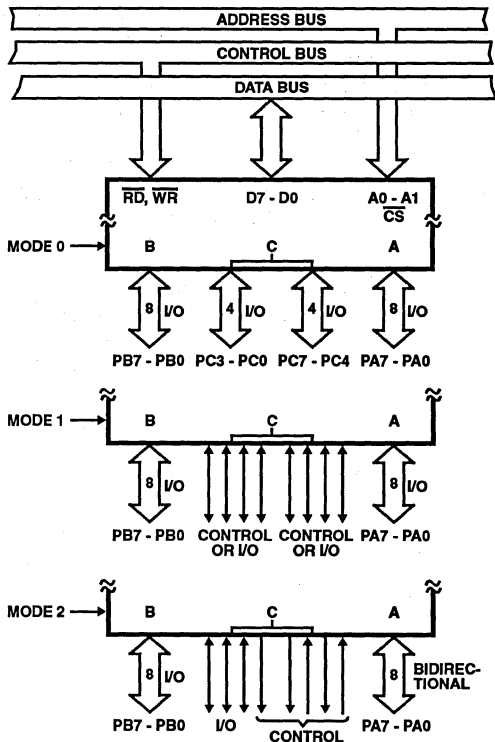 ADDRESS BUS
CONTROL BUS
DATA BUS
RD, WR D7 - D0 A0 - A1
CS
MODE 0 B C A
8 I/O 4 I/O 4 I/O 8 I/O
PB7 - PB0 PC3 - PC0 PC7 - PC4 PA7 - PA0
MODE 1 B C A
8 I/O 8 I/O
PB7 - PB0 CONTROL OR I/O CONTROL OR I/O PA7 - PA0
MODE 2 B C A
8 I/O 8 BIDIREC-
TIONAL
PB7 - PB0 I/O CONTROL PA7 - PA0